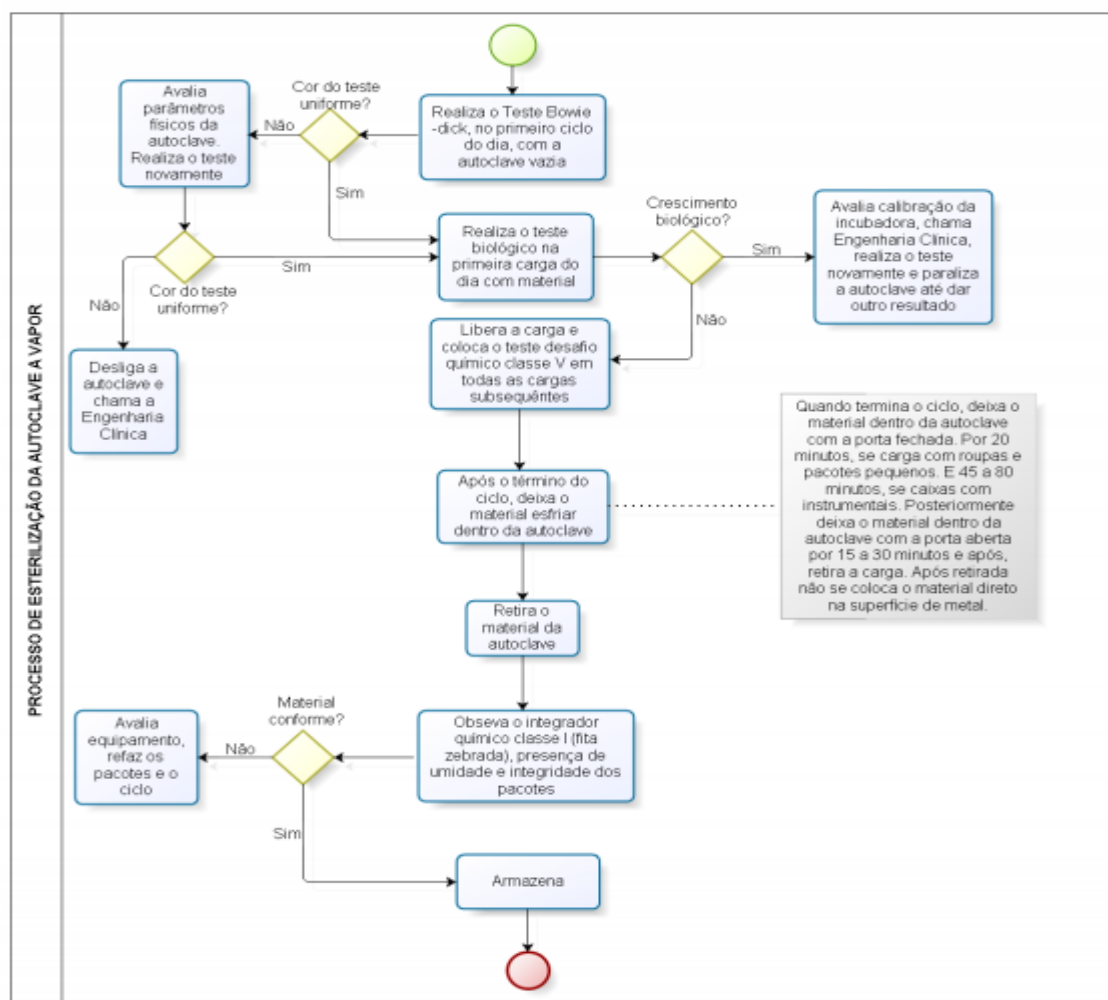 PROCESSO DE ESTERILIZAÇÃO DA AUTOCLAVE A VAPOR
Realiza o Teste Bowie
-dick, no primeiro ciclo
do dia, com a
autoclave vazia
Cor do teste
uniforme?
Não
Sim
Avalia
parâmetros
físicos da
autoclave.
Realiza o teste
novamente
Cor do teste
uniforme?
Não
Sim
Desliga a
autoclave e
chama a
Engenharia
Clínica
Realiza o teste
biológico na
primeira carga do
dia com material
Crescimento
biológico?
Sim
Não
Avalia calibração da
incubadora, chama
Engenharia Clínica,
realiza o teste
novamente e paraliza
a autoclave até dar
outro resultado
Libera a carga e
coloca o teste desafio
químico classe V em
todas as cargas
subsequêntes
Após o término do
ciclo, deixa o
material esfriar
dentro da autoclave
Quando termina o ciclo, deixa o
material dentro da autoclave
com a porta fechada. Por 20
minutos, se carga com roupas e
pacotes pequenos. E 45 a 80
minutos, se caixas com
instrumentais. Posteriormente
deixa o material dentro da
autoclave com a porta aberta
por 15 a 30 minutos e após,
retira a carga. Após retirada
não se coloca o material direto
na superfície de metal.
Retira o
material da
autoclave
Obseva o integrador
químico classe I (fita
zebrada), presença de
umidade e integridade dos
pacotes
Material
conforme?
Não
Sim
Avalia
equipamento,
refaz os
pacotes e o
ciclo
Armazena